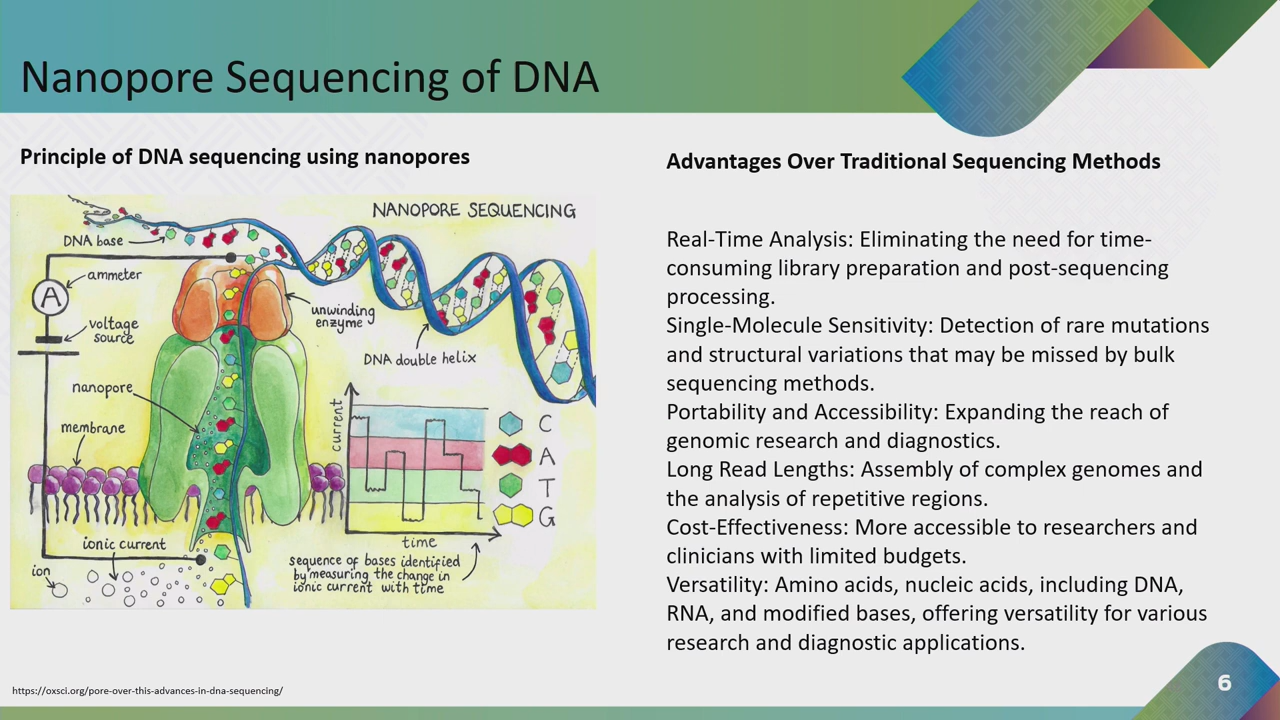 Nanopore Sequencing of DNA
Principle of DNA sequencing using nanopores
NANOPORE SEQUENCING
DNA base
ammeter
A
voltage
source
unwinding
enzyme
DNA double helix
nanopore
membrane
current
C
A
T
G
time
ionic current
ion
sequence of bases identified
by measuring the change in
ionic current with time
Advantages Over Traditional Sequencing Methods
Real-Time Analysis: Eliminating the need for time-
consuming library preparation and post-sequencing
processing.
Single-Molecule Sensitivity: Detection of rare mutations
and structural variations that may be missed by bulk
sequencing methods.
Portability and Accessibility: Expanding the reach of
genomic research and diagnostics.
Long Read Lengths: Assembly of complex genomes and
the analysis of repetitive regions.
Cost-Effectiveness: More accessible to researchers and
clinicians with limited budgets.
Versatility: Amino acids, nucleic acids, including DNA,
RNA, and modified bases, offering versatility for various
research and diagnostic applications.
https://oxsci.org/pore-over-this-advances-in-dna-sequencing/
6